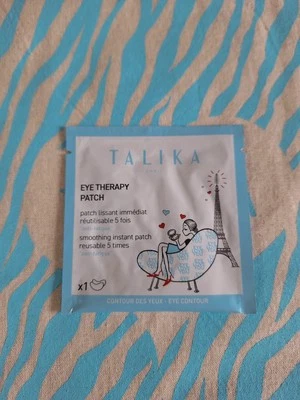 TALIKA
EYE THERAPY
PATCH
patch lissant immédiat
réutilisable 5 fois
smoothing instant patch
reusable 5 times
x1
CONTOUR DES YEUX - EYE CONTOUR